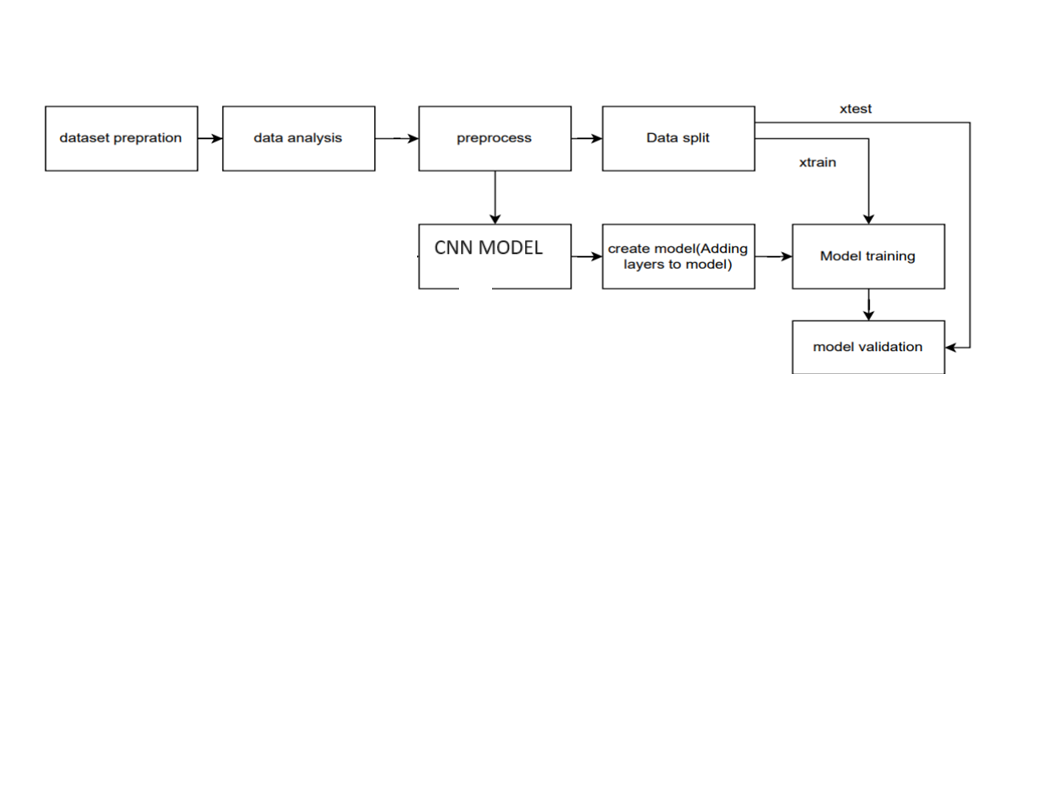 xtest
dataset prepration
data analysis
preprocess
Data split
xtrain
CNN MODEL
create model(Adding
layers to model)
Model training
model validation